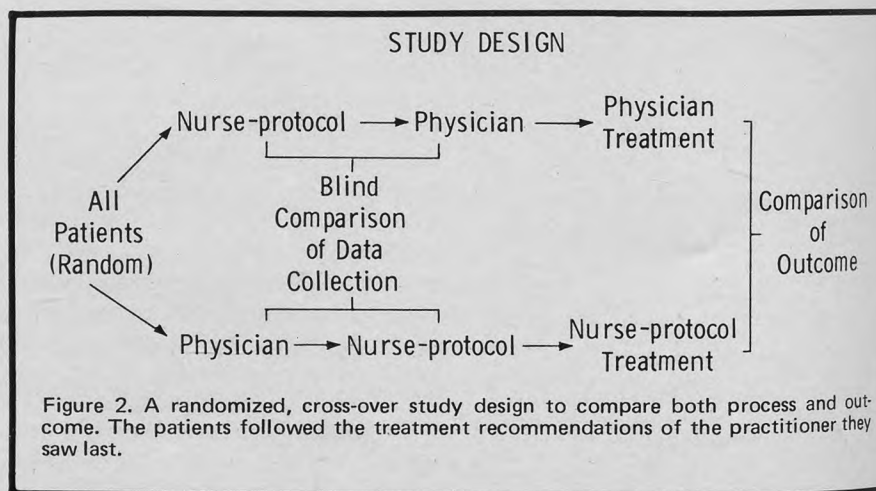 STUDY DESIGN
Nurse-protocol
Physician
Physician
Treatment
All
Patients
(Random)
Blind
Comparison
of Data
Collection
Comparison
of
Outcome
Physician
Nurse-protocol
Nurse-protocol
Treatment
Figure 2. A randomized, cross-over study design to compare both process and out-
come. The patients followed the treatment recommendations of the practitioner they
saw last.